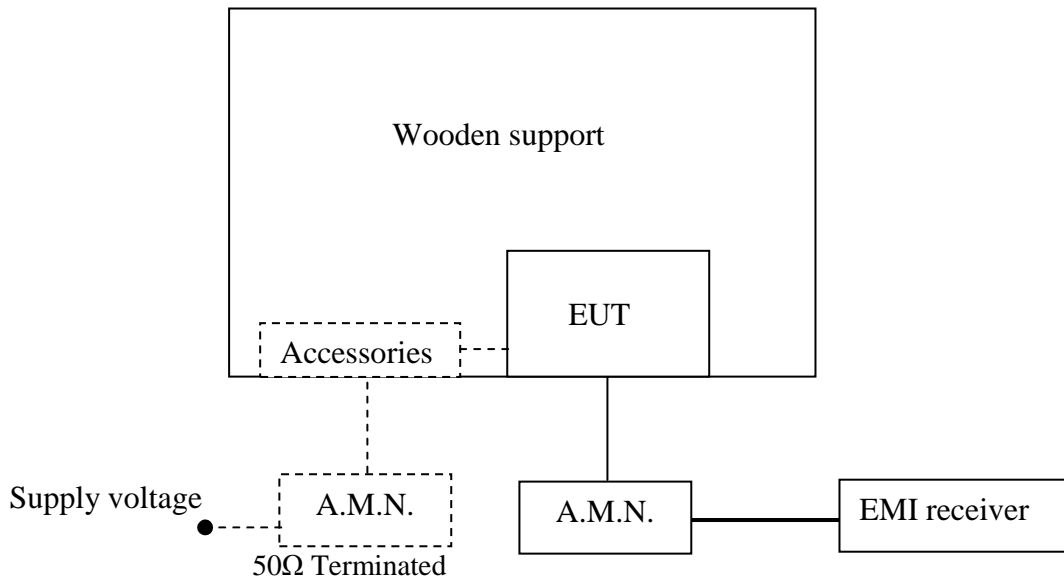 Wooden support
EUT
Accessories
Supply voltage
A.M.N.
A.M.N.
EMI receiver
50Ω Terminated